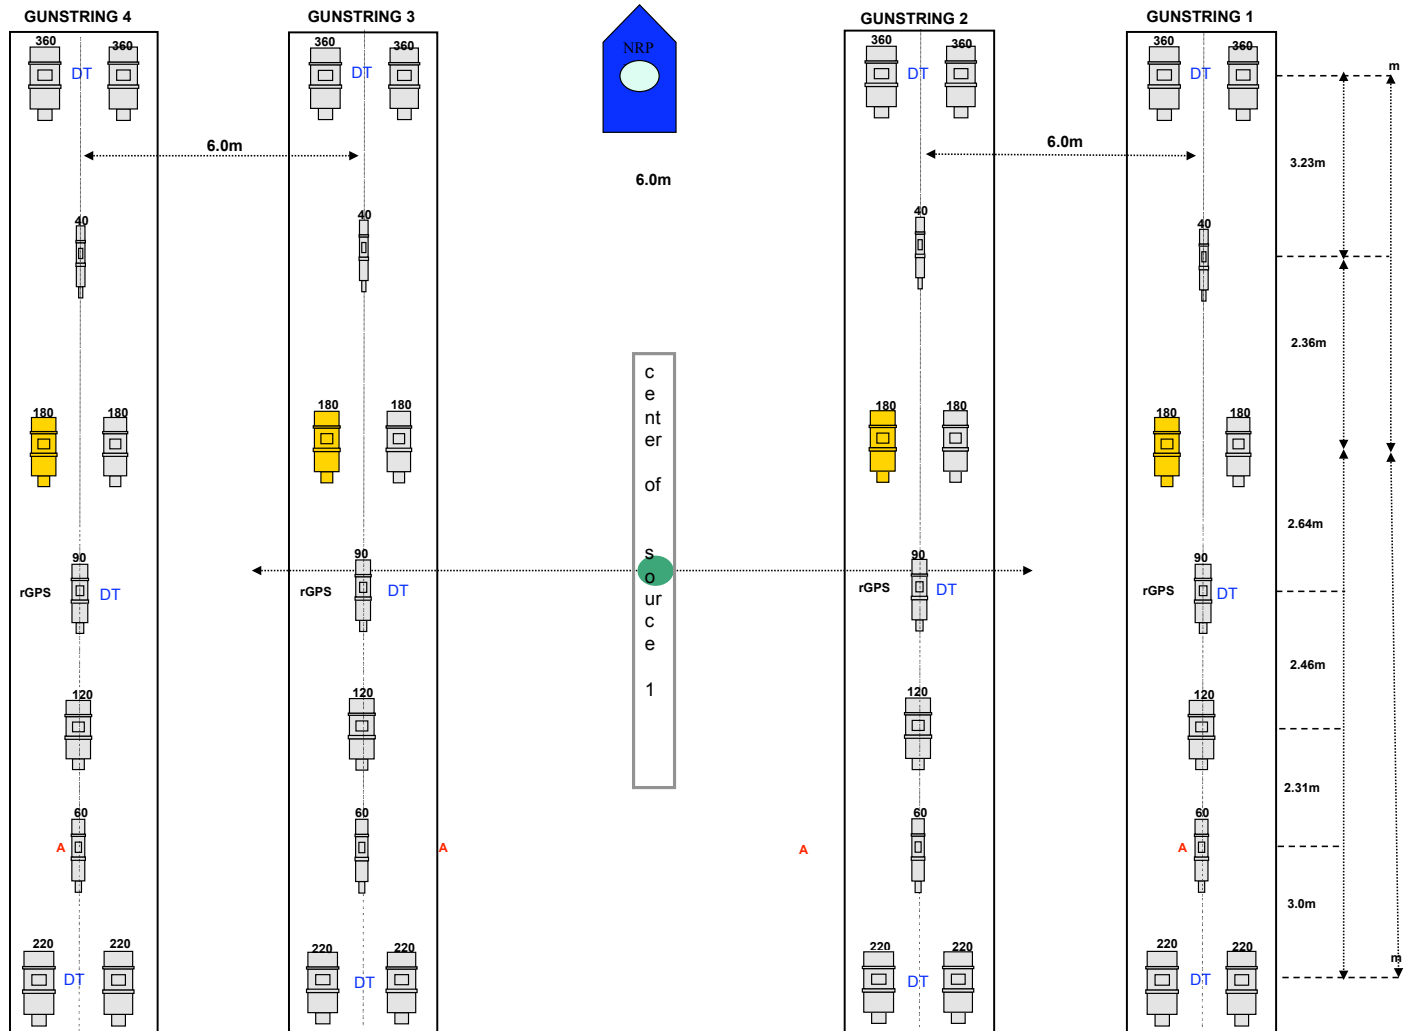 GUNSTRING 4 GUNSTRING 3 GUNSTRING 2 GUNSTRING 1
360 360 360 360 NRP 360 360 360 360
DT DT DT DT m
6.0m 6.0m
3.23m
6.0m
40 40 40 40
2.36m
c
e
nt
er
180 180 180 180 180 180 180 180
of
2.64m
s
90 90 90 90
o
rGPS DT rGPS DT rGPS DT rGPS DT
ur
c
e
2.46m
1
120 120 120 120
2.31m
60 60 60 60
A A A A
3.0m
220 220 220 220 220 220 220 220
m
DT DT DT DT